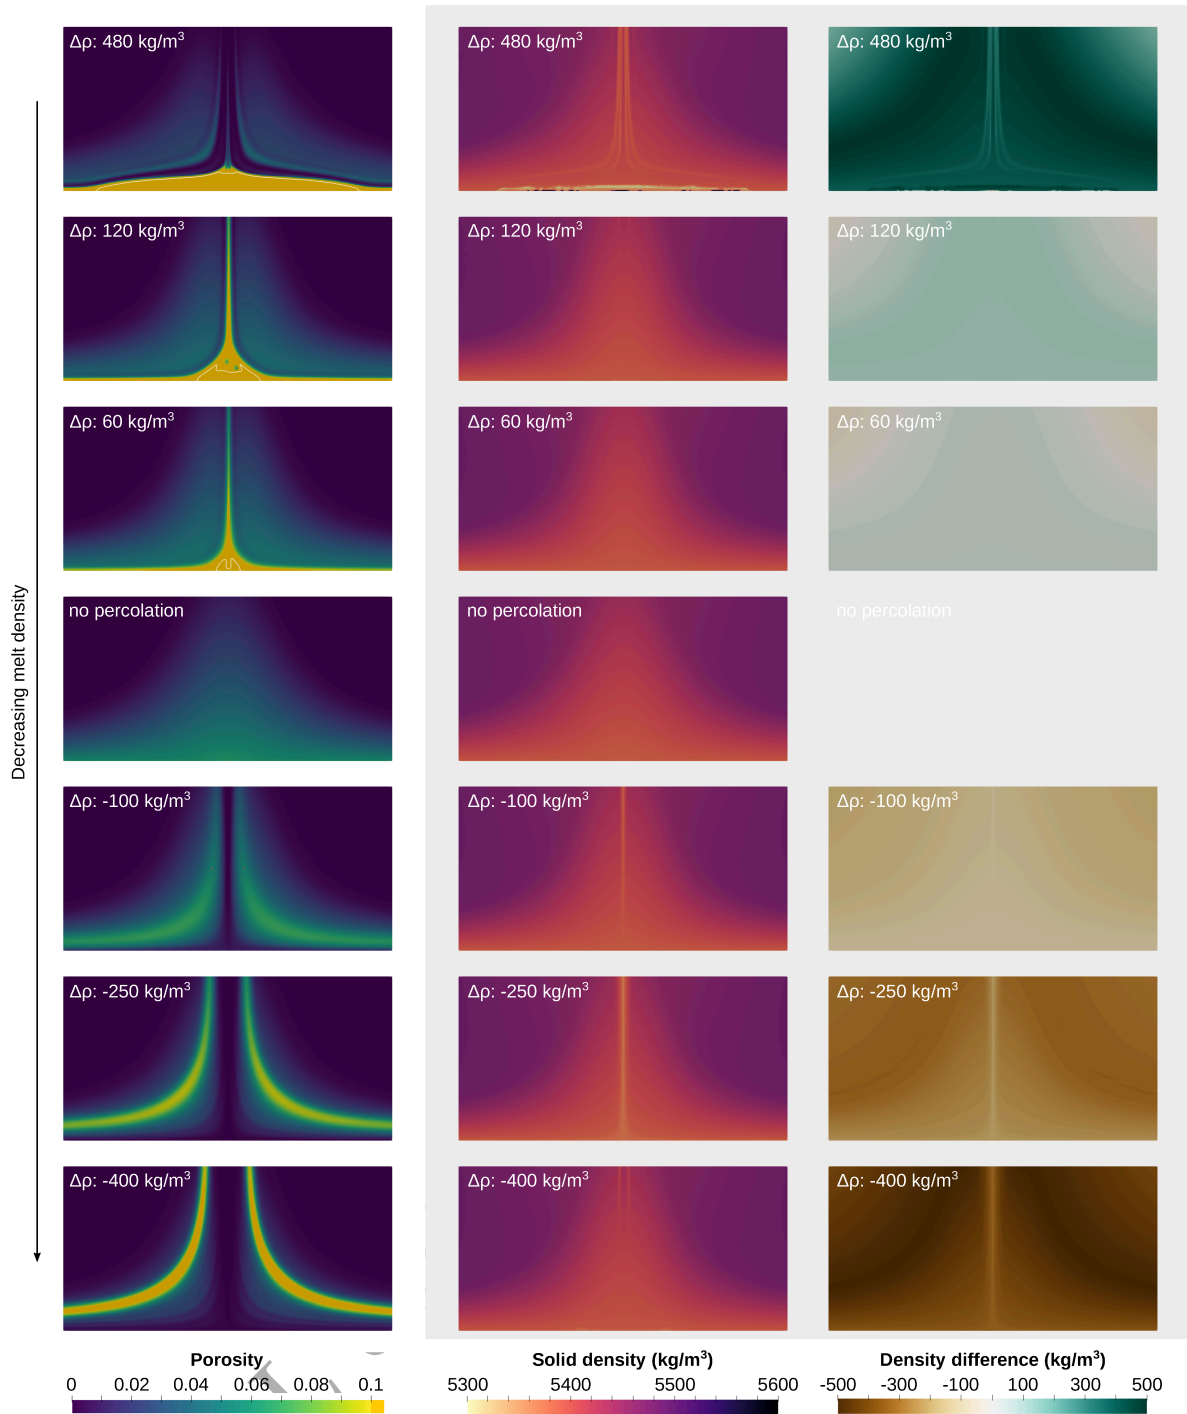 Δρ: 480 kg/m³
Δρ: 480 kg/m³
Δρ: 480 kg/m³
Δρ: 120 kg/m³
Δρ: 120 kg/m³
Δρ: 120 kg/m³
Δρ: 60 kg/m³
Δρ: 60 kg/m³
Δρ: 60 kg/m³
Decreasing melt density
no percolation
no percolation
no percolation
Δρ: -100 kg/m³
Δρ: -100 kg/m³
Δρ: -100 kg/m³
Δρ: -250 kg/m³
Δρ: -250 kg/m³
Δρ: -250 kg/m³
Δρ: -400 kg/m³
Δρ: -400 kg/m³
Δρ: -400 kg/m³
Porosity
0 0.02 0.04 0.06 0.08 0.1
Solid density (kg/m³)
5300 5400 5500 5600
Density difference (kg/m³)
-500 -300 -100 100 300 500